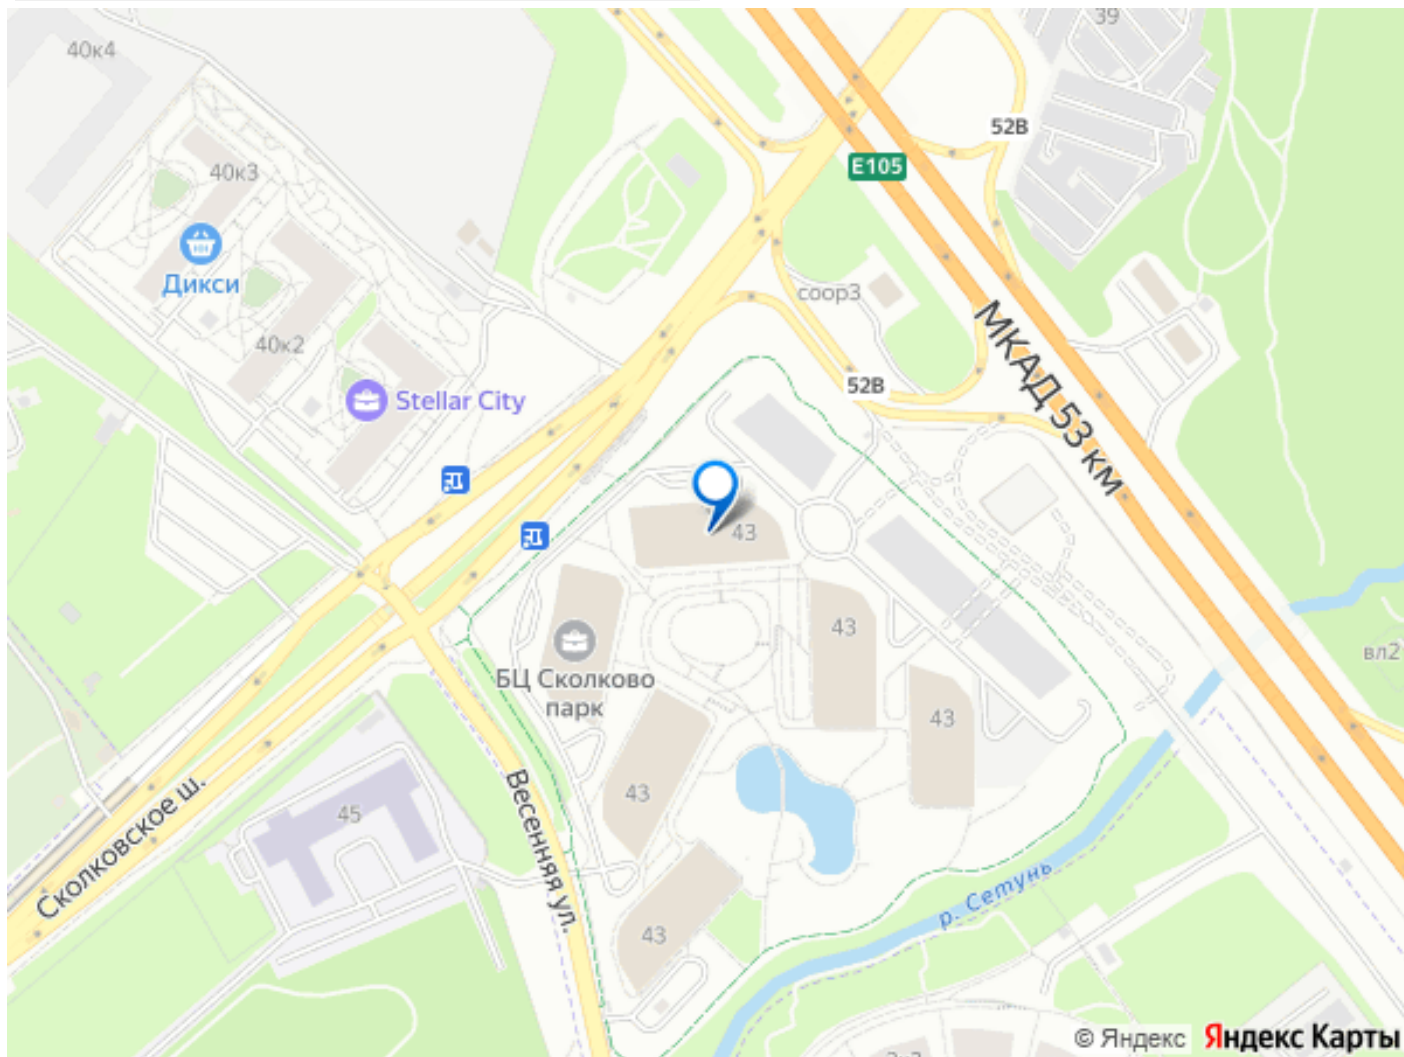 40к4
39
52В
E105
40к3
Дикси
соор3
40к2
МКАД 53 км
52В
Stellar City
43
43
вл2
БЦ Сколково
парк
43
43
45
Сколковское ш.
Весенняя ул.
р. Сетунь
43
© Яндекс
Яндекс Карты